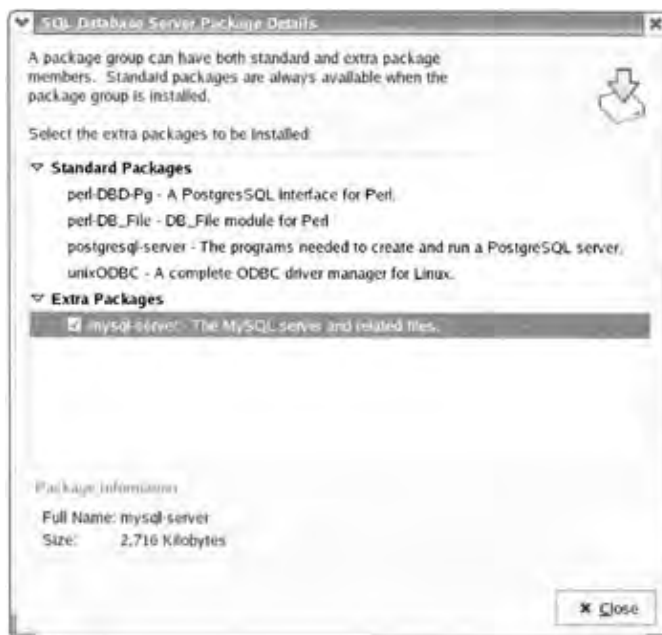 SQL Database Server Package Details
A package group can have both standard and extra package
members. Standard packages are always available when the
package group is installed.
Select the extra packages to be installed
Standard Packages
perl-DBD-Pg - A PostgresSQL interface for Perl.
perl-DB_File - DB_File module for Perl
postgresql-server - The programs needed to create and run a PostgreSQL server.
unixODBC - A complete ODBC driver manager for Linux.
Extra Packages
mysql-server - The MySQL server and related files.
Package Information
Full Name: mysql-server
Size: 2,716 Kilobytes
Close